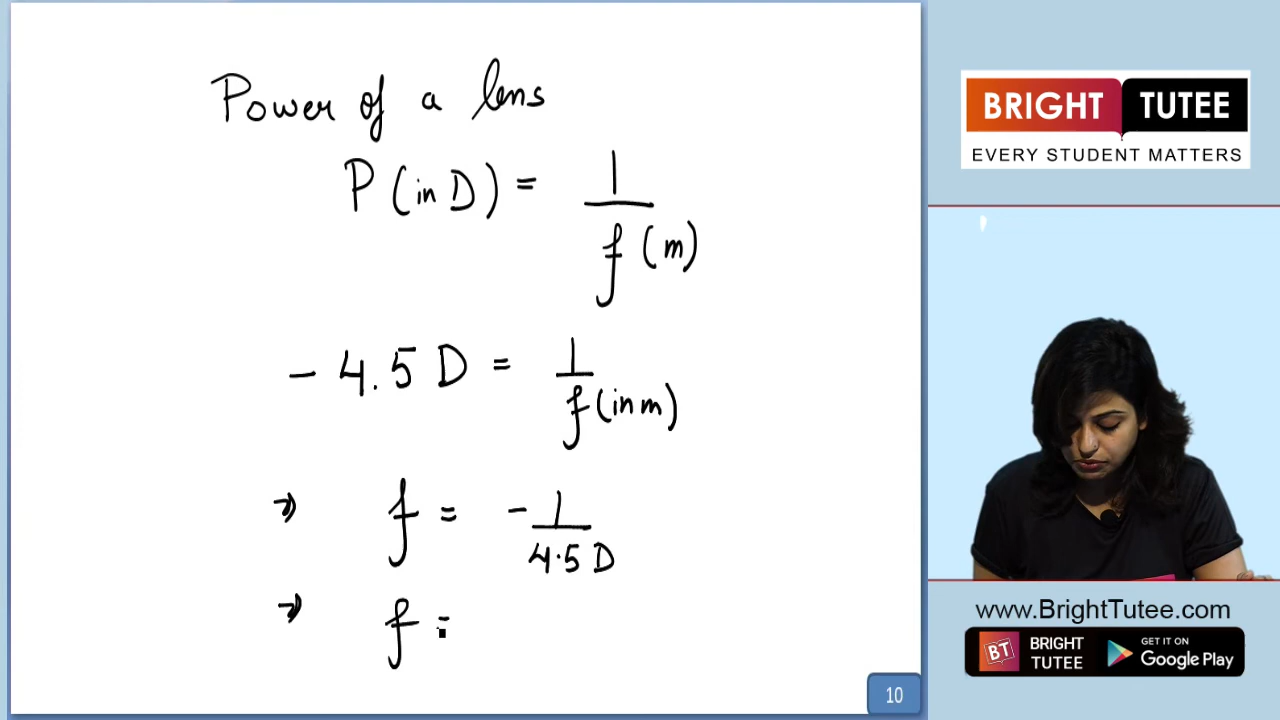 Power of a lens
P (in D) = 1 / f (m)
- 4.5 D = 1 / f (in m)
⇒ f = - 1 / 4.5 D
⇒ f =
10
BRIGHT TUTEE
EVERY STUDENT MATTERS
www.BrightTutee.com
BT BRIGHT TUTEE
GET IT ON
Google Play